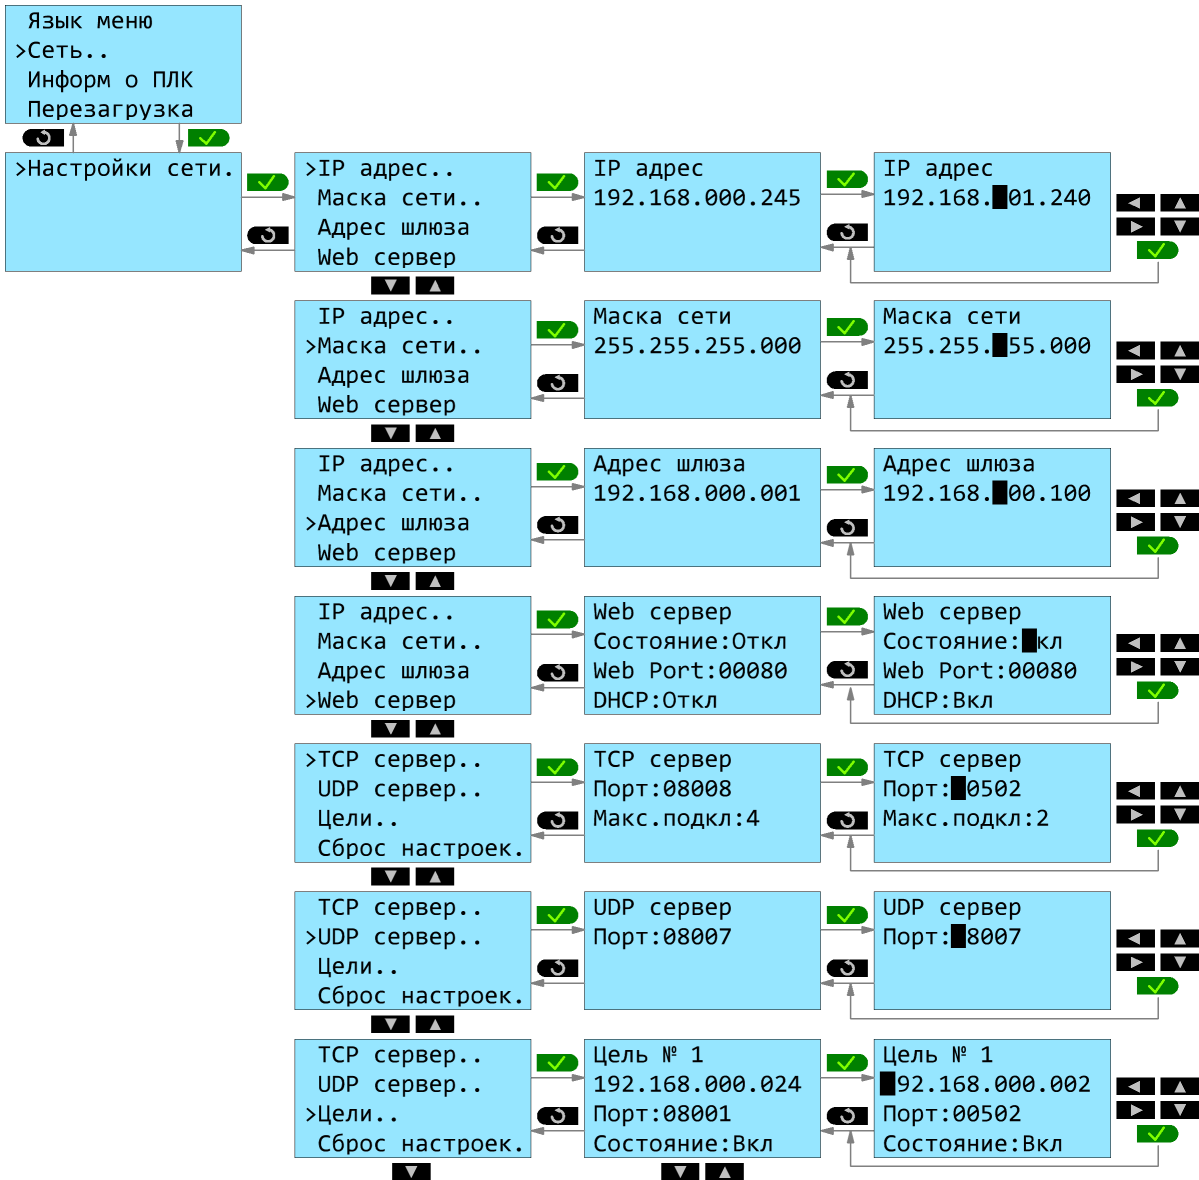 Язык меню
>Сеть..
Информ о ПЛК
Перезагрузка
>Настройки сети.
>IP адрес..
Маска сети..
Адрес шлюза
Web сервер
IP адрес
192.168.000.245
IP адрес
192.168.█01.240
IP адрес..
>Маска сети..
Адрес шлюза
Web сервер
Маска сети
255.255.255.000
Маска сети
255.255.█55.000
IP адрес..
Маска сети..
>Адрес шлюза
Web сервер
Адрес шлюза
192.168.000.001
Адрес шлюза
192.168.█00.100
IP адрес..
Маска сети..
Адрес шлюза
>Web сервер
Web сервер
Состояние:Откл
Web Port:00080
DHCP:Откл
Web сервер
Состояние:█кл
Web Port:00080
DHCP:Вкл
>TCP сервер..
UDP сервер..
Цели..
Сброс настроек.
TCP сервер
Порт:08008
Макс.подкл:4
TCP сервер
Порт:█0502
Макс.подкл:2
TCP сервер..
>UDP сервер..
Цели..
Сброс настроек.
UDP сервер
Порт:08007
UDP сервер
Порт:█8007
TCP сервер..
UDP сервер..
>Цели..
Сброс настроек.
Цель № 1
192.168.000.024
Порт:08001
Состояние:Вкл
Цель № 1
█92.168.000.002
Порт:00502
Состояние:Вкл